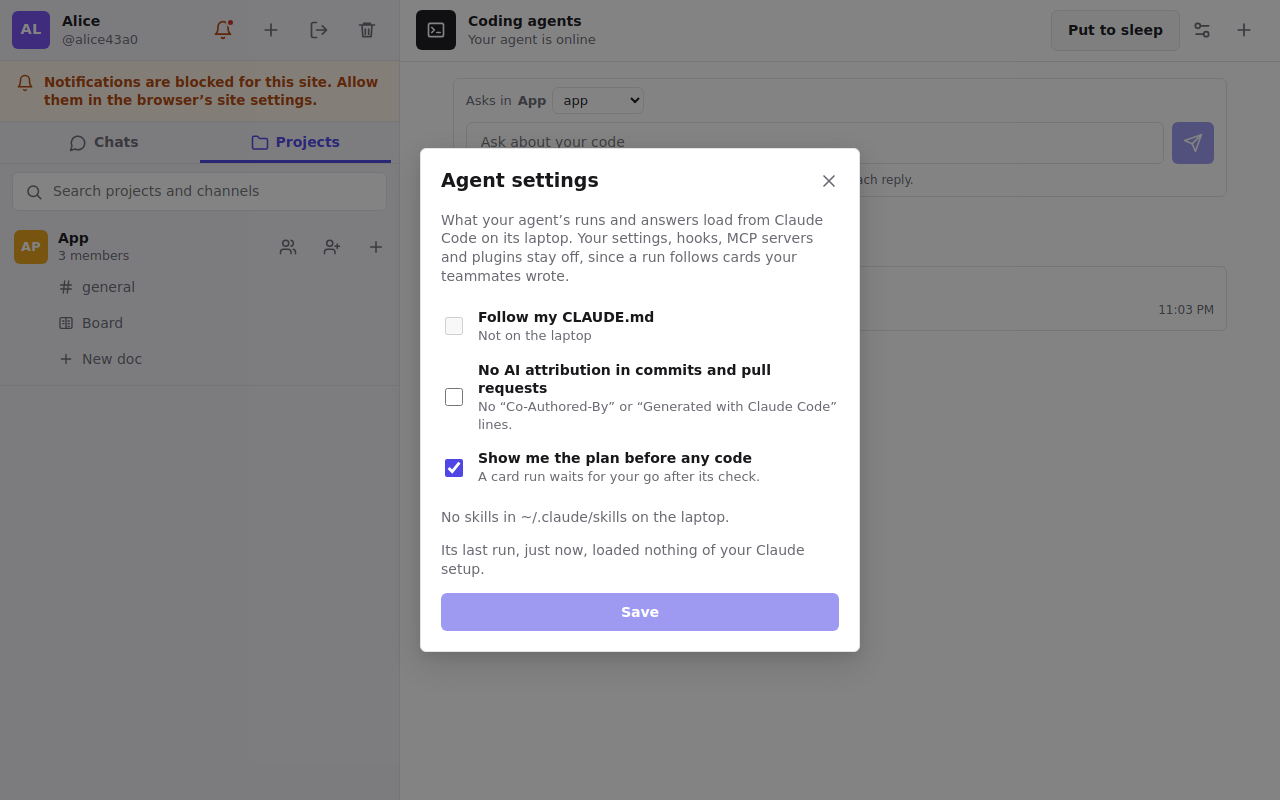 AL
Alice
@alice43a0
Notifications are blocked for this site. Allow
them in the browser’s site settings.
Chats
Projects
Search projects and channels
AP
App
3 members
general
Board
New doc
Coding agents
Your agent is online
Put to sleep
Asks in App app
Ask about your code
ach reply.
11:03 PM
Agent settings
What your agent’s runs and answers load from Claude
Code on its laptop. Your settings, hooks, MCP servers
and plugins stay off, since a run follows cards your
teammates wrote.
Follow my CLAUDE.md
Not on the laptop
No AI attribution in commits and pull
requests
No “Co-Authored-By” or “Generated with Claude Code”
lines.
Show me the plan before any code
A card run waits for your go after its check.
No skills in ~/.claude/skills on the laptop.
Its last run, just now, loaded nothing of your Claude
setup.
Save